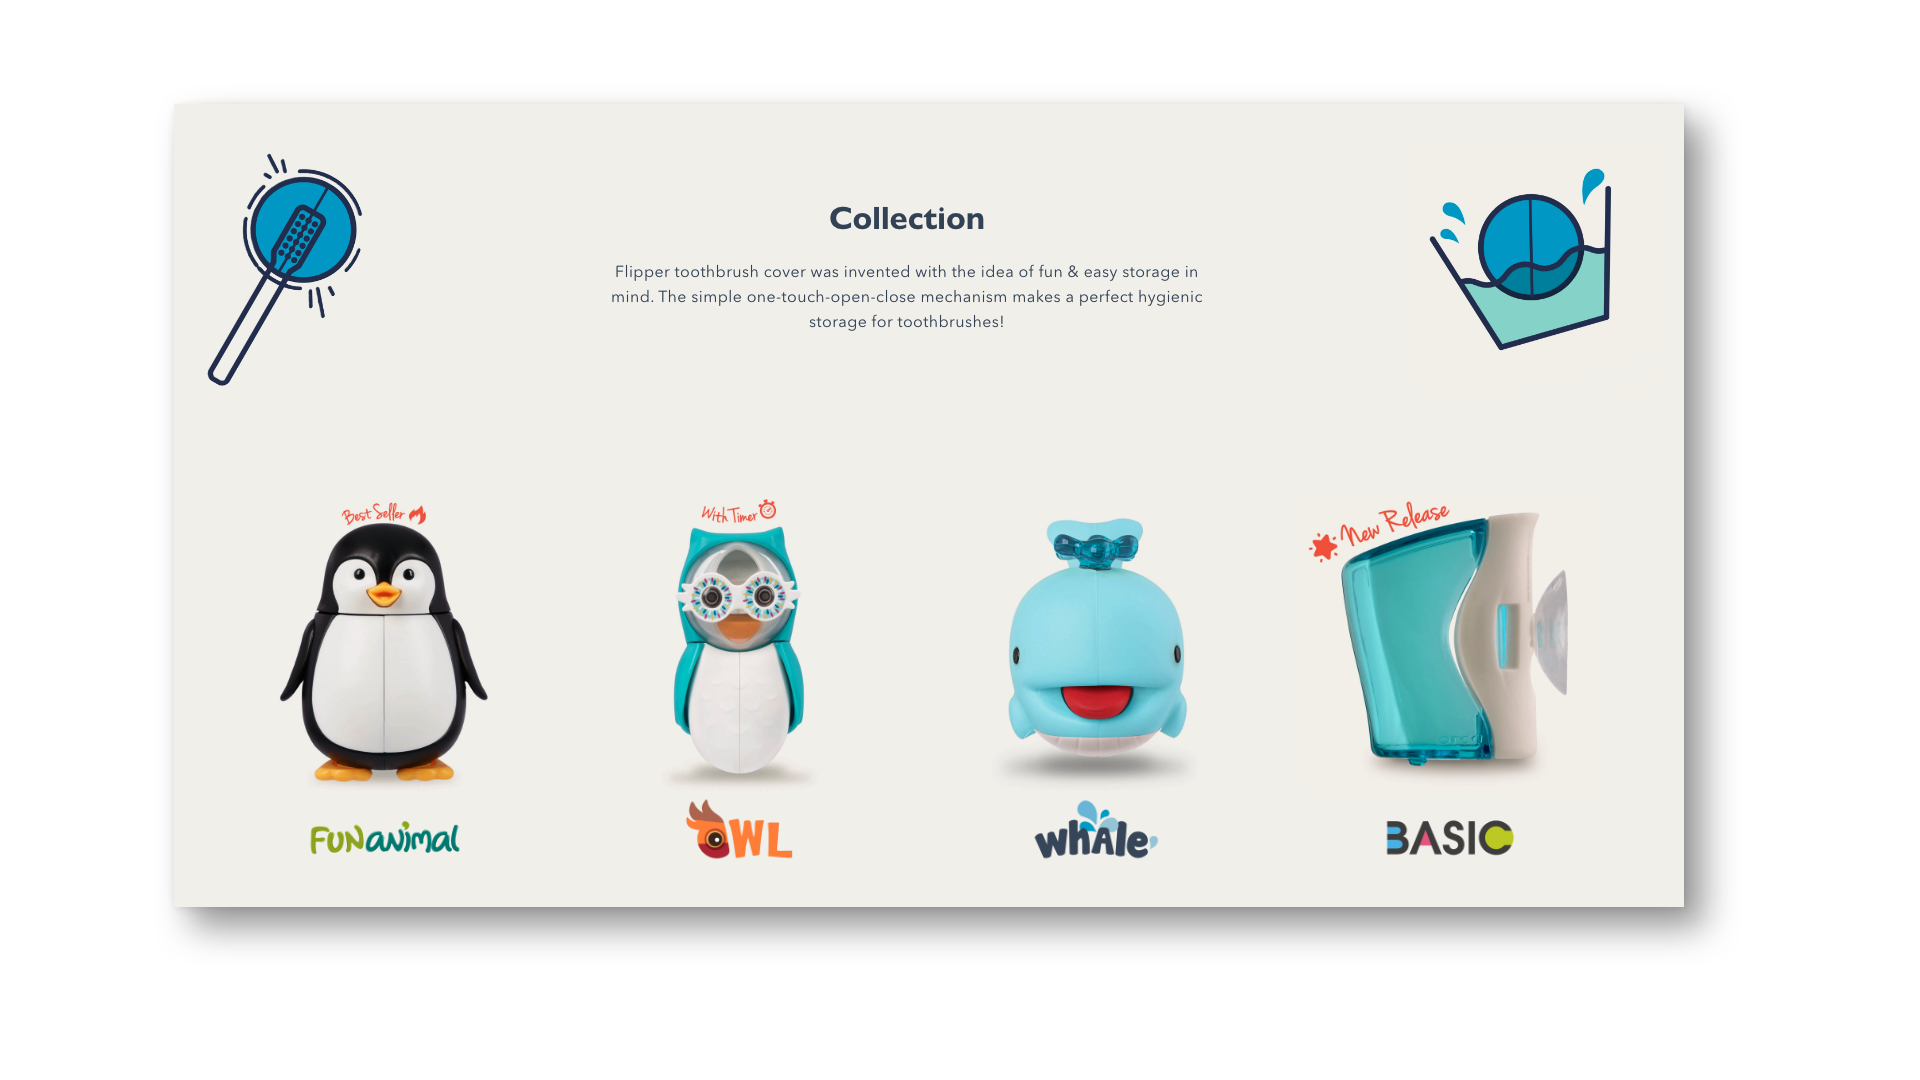 Collection
Flipper toothbrush cover was invented with the idea of fun & easy storage in
mind. The simple one-touch-open-close mechanism makes a perfect hygienic
storage for toothbrushes!
Best Seller
With Timer
New Release
FUNanimal
OWL
whAle
BASIC